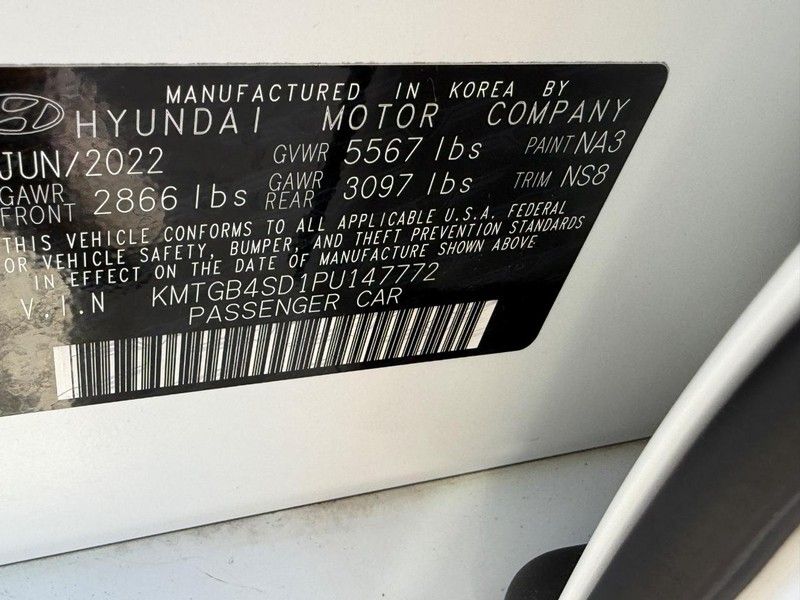 MANUFACTURED IN KOREA BY
HYUNDAI MOTOR COMPANY
JUN/2022 GVWR 5567 lbs PAINT NA3
GAWR FRONT 2866 lbs GAWR REAR 3097 lbs TRIM NS8
THIS VEHICLE CONFORMS TO ALL APPLICABLE U.S.A. FEDERAL
OR VEHICLE SAFETY, BUMPER, AND THEFT PREVENTION STANDARDS
IN EFFECT ON THE DATE OF MANUFACTURE SHOWN ABOVE
V.I.N KMTGB4SD1PU147772
PASSENGER CAR